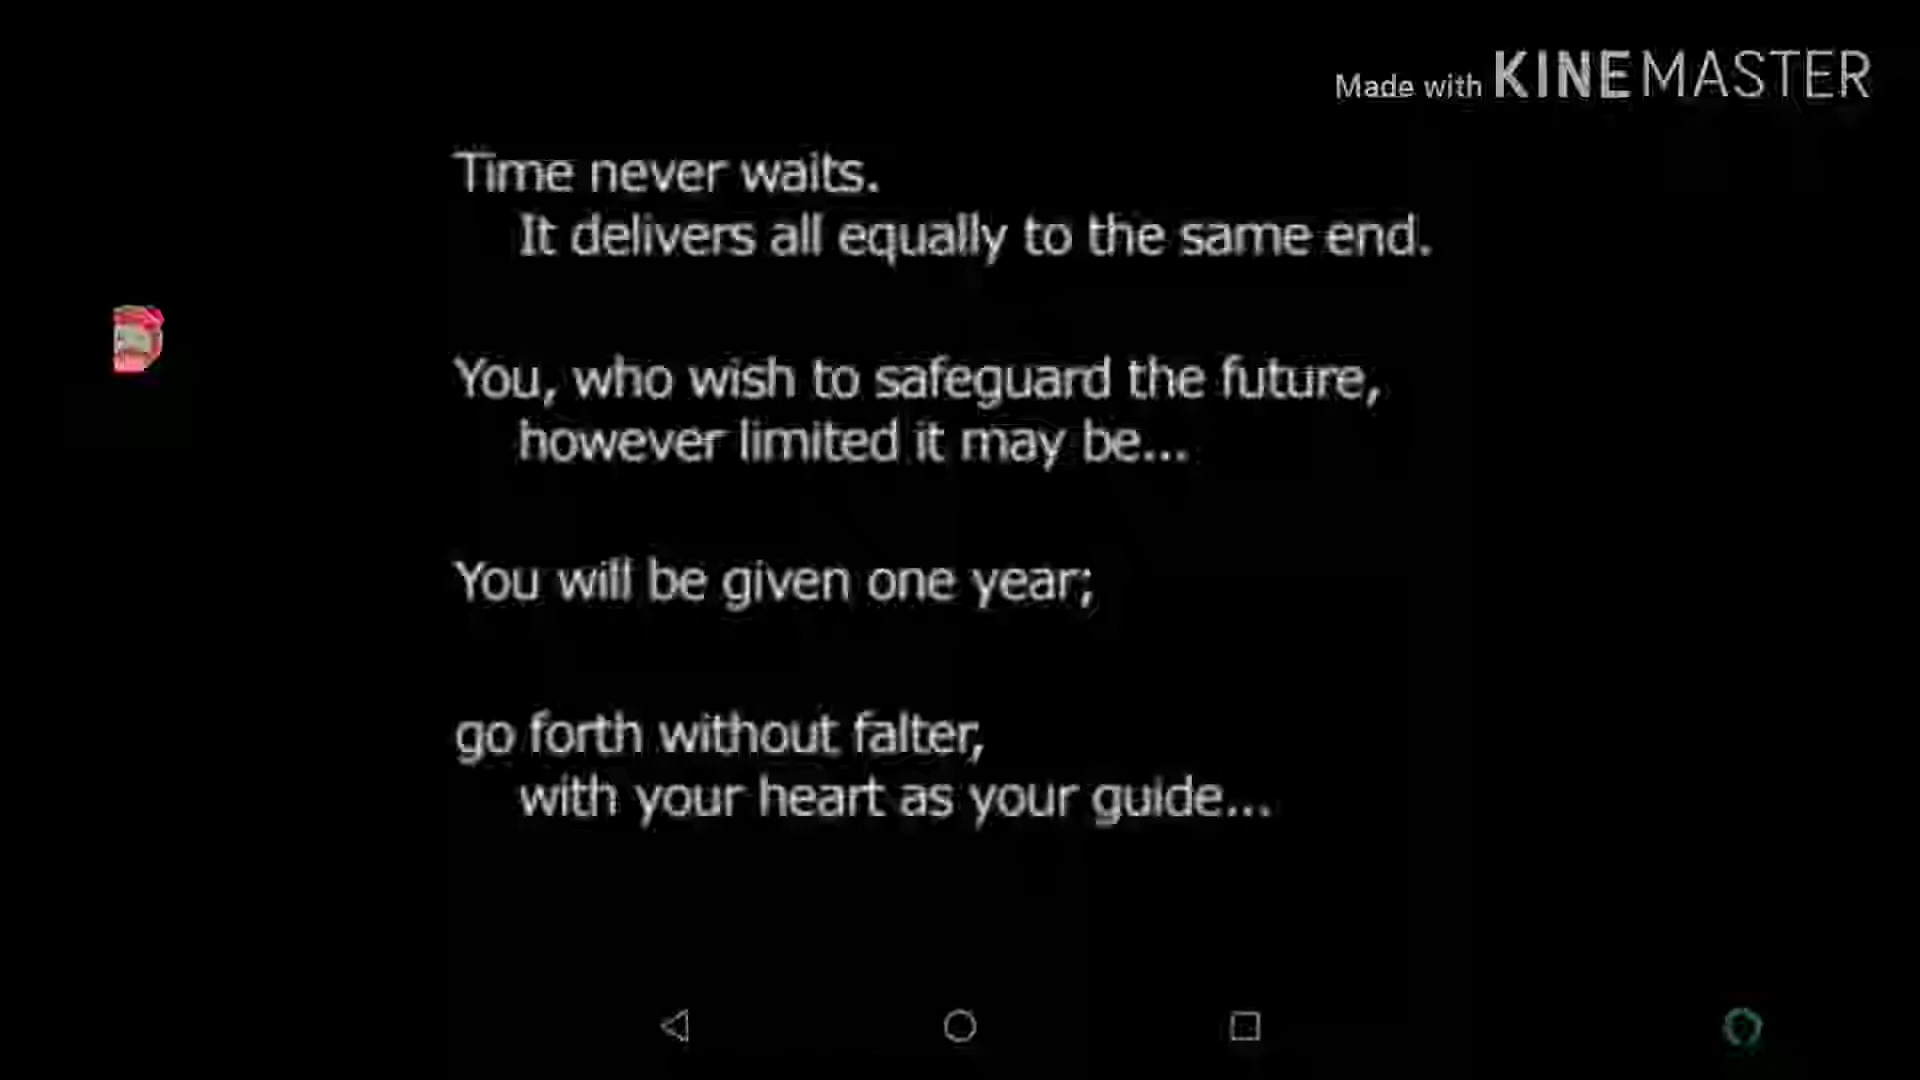 Made with KINEMASTER
Time never waits.
It delivers all equally to the same end.
You, who wish to safeguard the future,
however limited it may be...
You will be given one year;
go forth without falter,
with your heart as your guide...